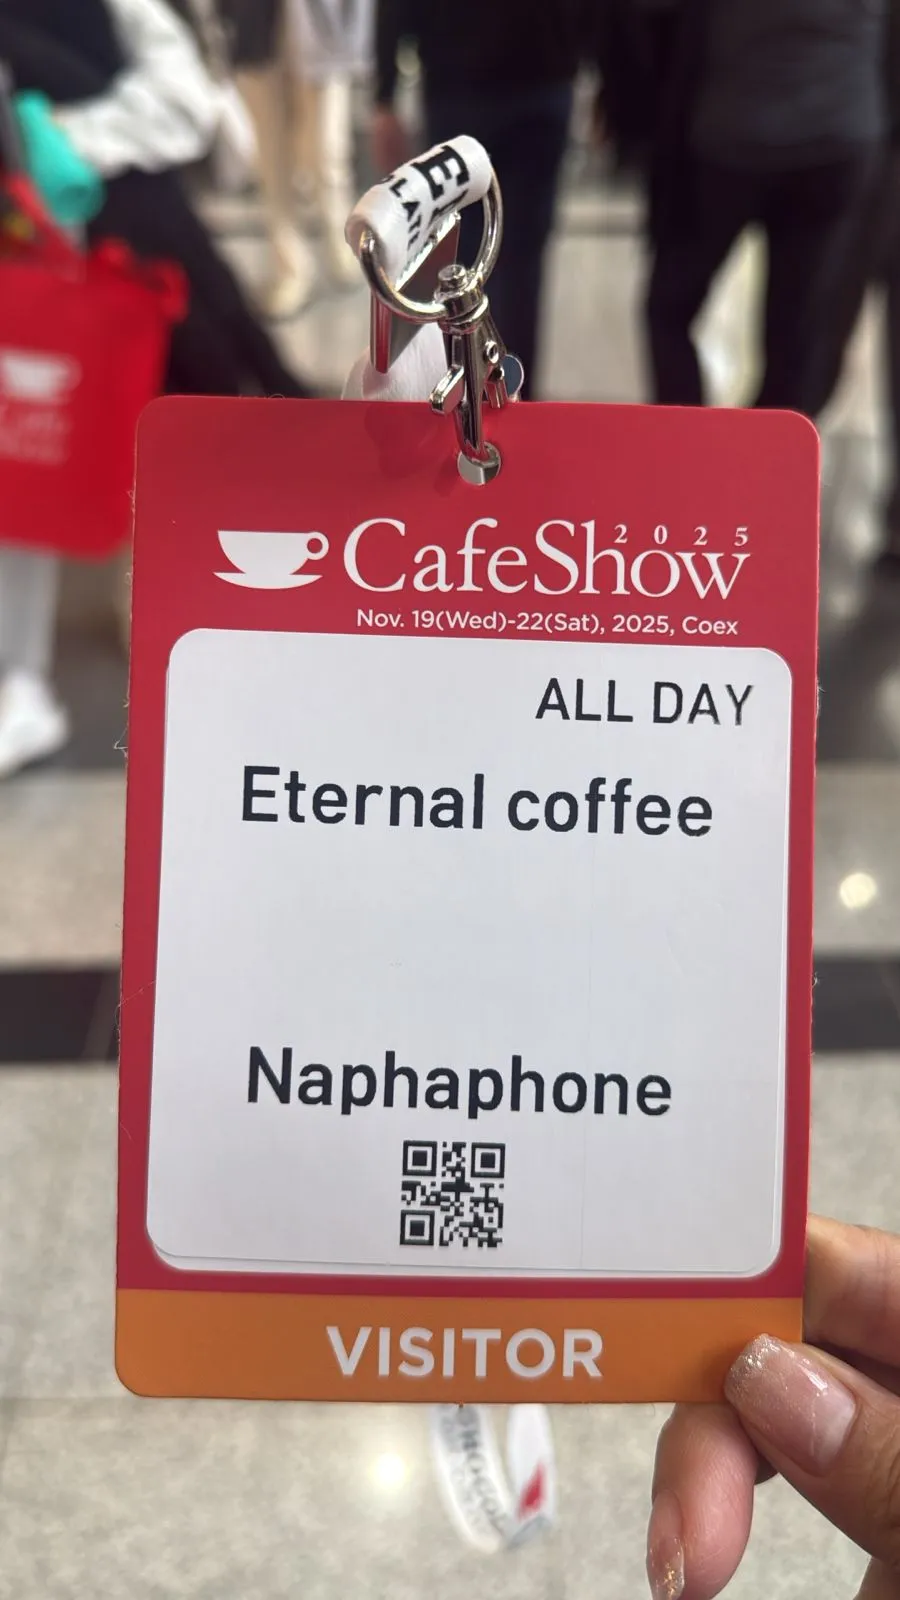 CafeShow 2025
Nov. 19(Wed)-22(Sat), 2025, Coex
ALL DAY
Eternal coffee
Naphaphone
VISITOR